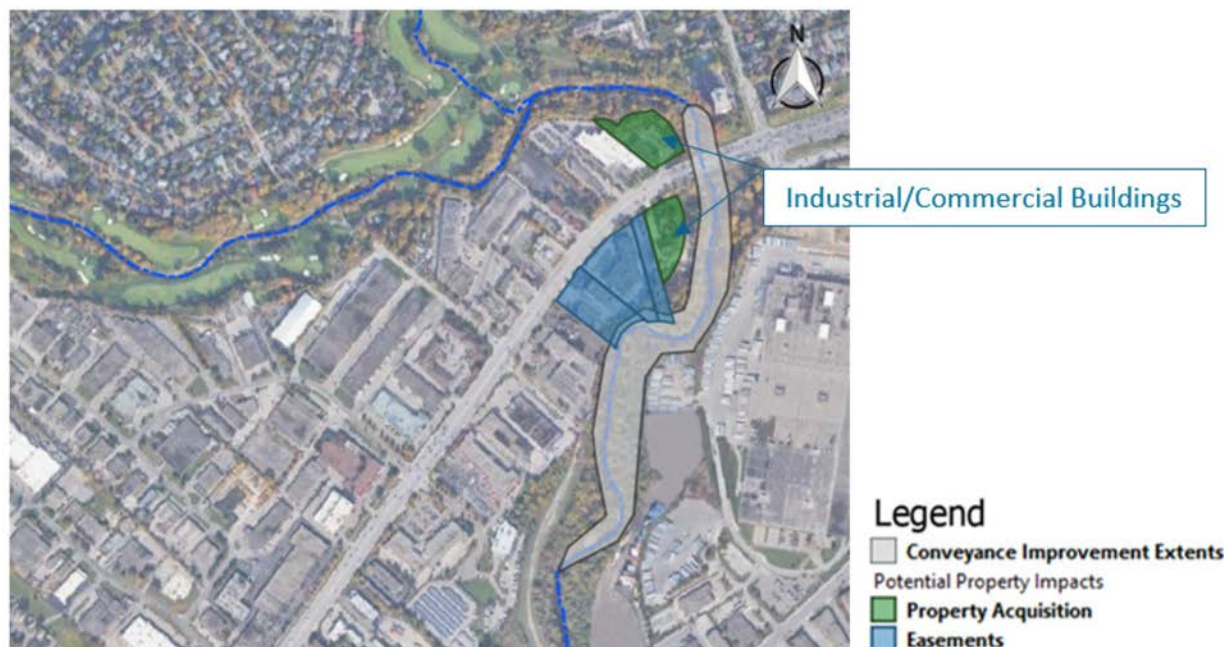 N
Industrial/Commercial Buildings
Legend
Conveyance Improvement Extents
Potential Property Impacts
Property Acquisition
Easements